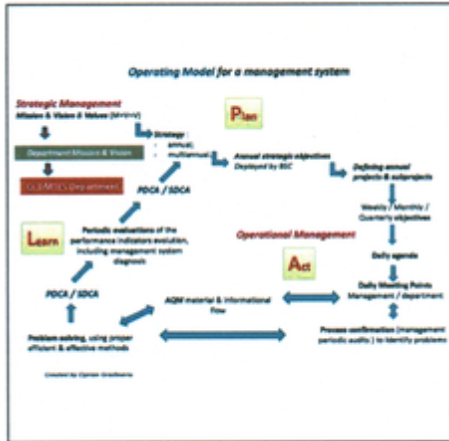 Operating Model for a management system
Strategic Management
Mission & Vision & Values
Strategy :
- annual;
- multiannual;
Plan
Department Mission & Vision
Department
Annual strategic objectives
Deployed by BSC
Defining annual
projects & subprojects
PDCA / SDCA
Weekly / Monthly /
Quarterly objectives
Learn
Periodic evaluations of the
performance indicators evolution,
including management system
diagnosis
Operational Management
Act
Daily agenda
PDCA / SDCA
AQM material & informational
flow
Daily Meeting Points
Management / department
Problem solving, using proper
efficient & effective methods
Process confirmation (management
periodic audits ) to identify problems
Created by Ciprian